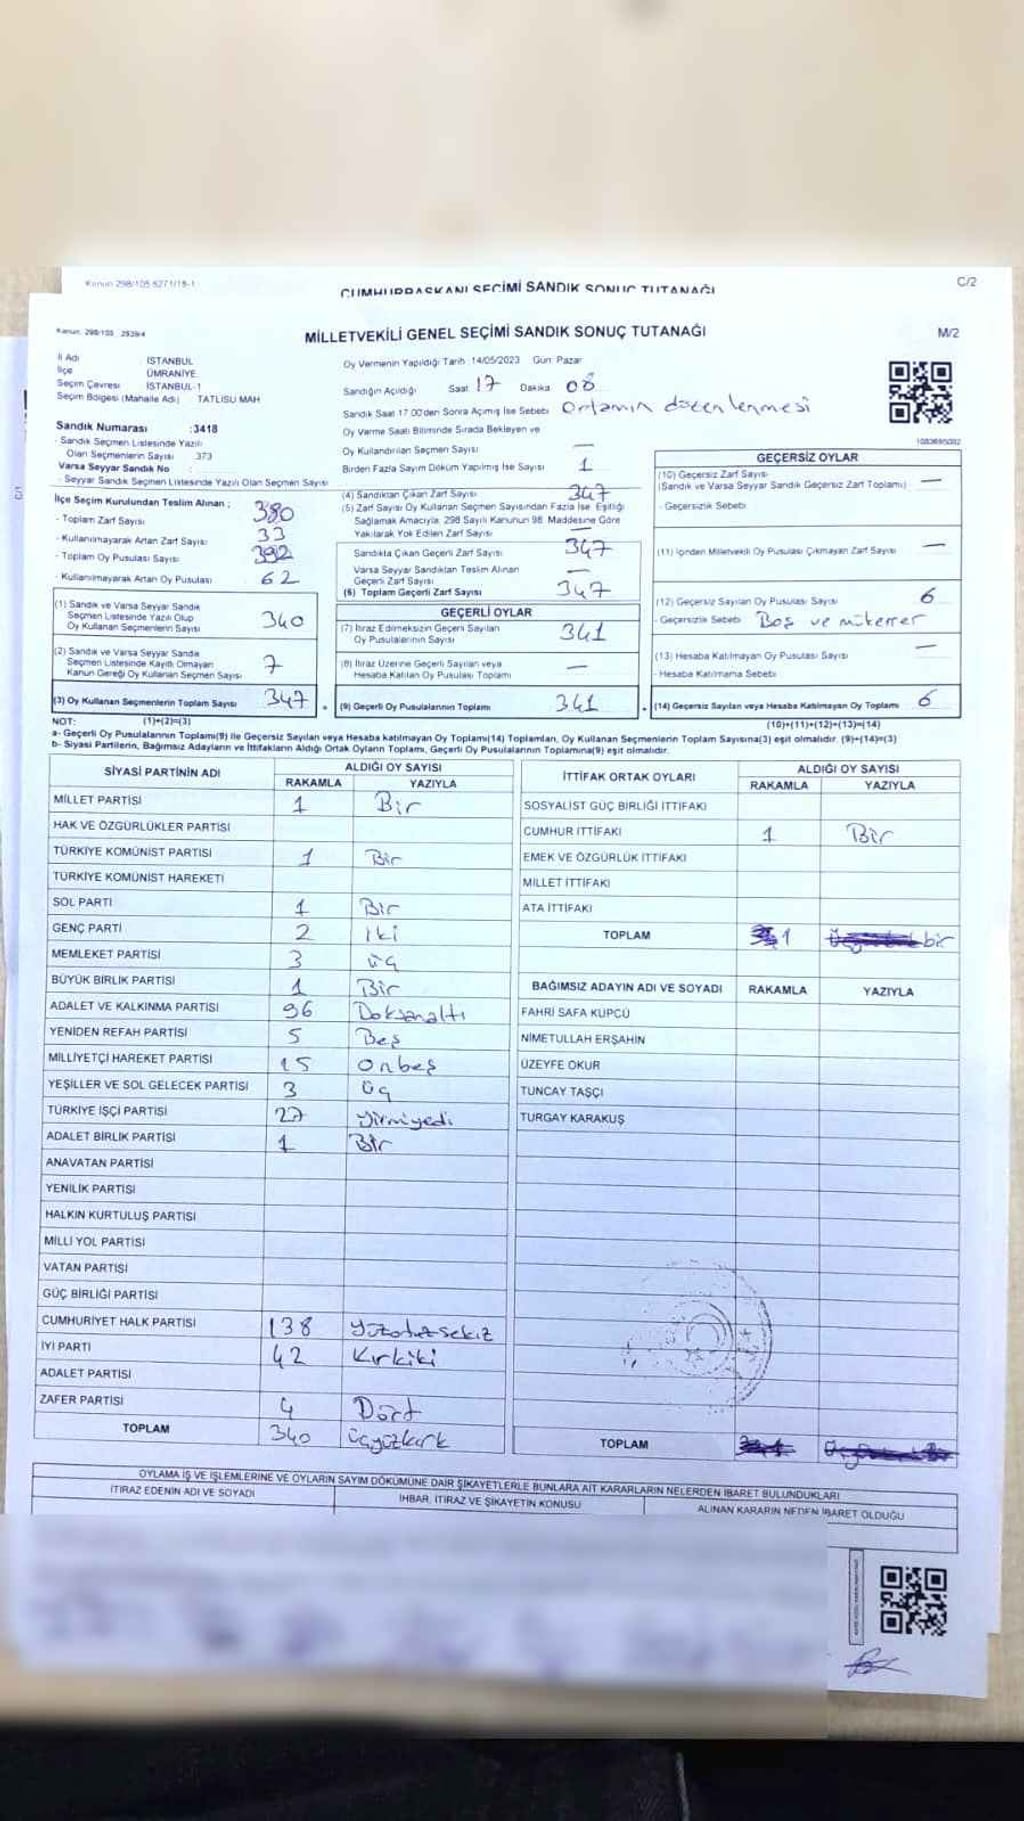 Kanun 298/105 6271/18-1
CUMHURBAŞKANI SEÇİMİ SANDIK SONUÇ TUTANAĞI
C/2
Kanun: 298/105 2839/4
MİLLETVEKİLİ GENEL SEÇİMİ SANDIK SONUÇ TUTANAĞI
M/2
İl Adı İSTANBUL
İlçe ÜMRANİYE
Seçim Çevresi İSTANBUL-1
Seçim Bölgesi (Mahalle Adı) TATLISU MAH
Sandık Numarası :3418
- Sandık Seçmen Listesinde Yazılı
Olan Seçmenlerin Sayısı 373
Varsa Seyyar Sandık No :
- Seyyar Sandık Seçmen Listesinde Yazılı Olan Seçmen Sayısı
Oy Vermenin Yapıldığı Tarih :14/05/2023 Gün: Pazar
Sandığın Açıldığı Saat 17 Dakika 08
Sandık Saat 17.00'den Sonra Açılmış İse Sebebi Ortamın düzenlenmesi
Oy Verme Saati Bitiminde Sırada Bekleyen ve
Oy Kullandırılan Seçmen Sayısı —
Birden Fazla Sayım Döküm Yapılmış İse Sayısı 1
İlçe Seçim Kurulundan Teslim Alınan ;
- Toplam Zarf Sayısı 380
- Kullanılmayarak Artan Zarf Sayısı 33
- Toplam Oy Pusulası Sayısı 392
- Kullanılmayarak Artan Oy Pusulası 62
(1) Sandık ve Varsa Seyyar Sandık
Seçmen Listesinde Yazılı Olup
Oy Kullanan Seçmenlerin Sayısı 340
(2) Sandık ve Varsa Seyyar Sandık
Seçmen Listesinde Kayıtlı Olmayan
Kanun Gereği Oy Kullanan Seçmen Sayısı 7
(3) Oy Kullanan Seçmenlerin Toplam Sayısı 347
(4) Sandıktan Çıkan Zarf Sayısı 347
(5) Zarf Sayısı Oy Kullanan Seçmen Sayısından Fazla İse Eşitliği
Sağlamak Amacıyla, 298 Sayılı Kanunun 98. Maddesine Göre
Yakılarak Yok Edilen Zarf Sayısı —
Sandıkta Çıkan Geçerli Zarf Sayısı 347
Varsa Seyyar Sandıktan Teslim Alınan
Geçerli Zarf Sayısı —
(6) Toplam Geçerli Zarf Sayısı 347
GEÇERLİ OYLAR
(7) İtiraz Edilmeksizin Geçerli Sayılan
Oy Pusulalarının Sayısı 341
(8) İtiraz Üzerine Geçerli Sayılan veya
Hesaba Katılan Oy Pusulası Toplamı —
(9) Geçerli Oy Pusulalarının Toplamı 341
GEÇERSİZ OYLAR
(10) Geçersiz Zarf Sayısı
(Sandık ve Varsa Seyyar Sandık Geçersiz Zarf Toplamı) —
- Geçersizlik Sebebi
(11) İçinden Milletvekili Oy Pusulası Çıkmayan Zarf Sayısı —
(12) Geçersiz Sayılan Oy Pusulası Sayısı 6
- Geçersizlik Sebebi Boş ve mükerrer
(13) Hesaba Katılmayan Oy Pusulası Sayısı —
- Hesaba Katılmama Sebebi
(14) Geçersiz Sayılan veya Hesaba Katılmayan Oy Toplamı 6
NOT: (1)+(2)=(3) (10)+(11)+(12)+(13)=(14)
a- Geçerli Oy Pusulalarının Toplamı(9) ile Geçersiz Sayılan veya Hesaba katılmayan Oy Toplamı(14) Toplamları, Oy Kullanan Seçmenlerin Toplam Sayısına(3) eşit olmalıdır. (9)+(14)=(3)
b- Siyasi Partilerin, Bağımsız Adayların ve İttifakların Aldığı Ortak Oyların Toplamı, Geçerli Oy Pusulalarının Toplamına(9) eşit olmalıdır.
SİYASİ PARTİNİN ADI ALDIĞI OY SAYISI
RAKAMLA YAZIYLA
MİLLET PARTİSİ 1 Bir
HAK VE ÖZGÜRLÜKLER PARTİSİ
TÜRKİYE KOMÜNİST PARTİSİ 1 Bir
TÜRKİYE KOMÜNİST HAREKETİ
SOL PARTİ 1 Bir
GENÇ PARTİ 2 iki
MEMLEKET PARTİSİ 3 üç
BÜYÜK BİRLİK PARTİSİ 1 Bir
ADALET VE KALKINMA PARTİSİ 96 Doksanaltı
YENİDEN REFAH PARTİSİ 5 Beş
MİLLİYETÇİ HAREKET PARTİSİ 15 onbeş
YEŞİLLER VE SOL GELECEK PARTİSİ 3 üç
TÜRKİYE İŞÇİ PARTİSİ 27 yirmiyedi
ADALET BİRLİK PARTİSİ 1 Bir
ANAVATAN PARTİSİ
YENİLİK PARTİSİ
HALKIN KURTULUŞ PARTİSİ
MİLLİ YOL PARTİSİ
VATAN PARTİSİ
GÜÇ BİRLİĞİ PARTİSİ
CUMHURİYET HALK PARTİSİ 138 yüzotuzsekiz
İYİ PARTİ 42 Kırkiki
ADALET PARTİSİ
ZAFER PARTİSİ 4 Dört
TOPLAM 340 üçyüzkırk
İTTİFAK ORTAK OYLARI ALDIĞI OY SAYISI
RAKAMLA YAZIYLA
SOSYALİST GÜÇ BİRLİĞİ İTTİFAKI
CUMHUR İTTİFAKI 1 Bir
EMEK VE ÖZGÜRLÜK İTTİFAKI
MİLLET İTTİFAKI
ATA İTTİFAKI
TOPLAM 1 bir
BAĞIMSIZ ADAYIN ADI VE SOYADI RAKAMLA YAZIYLA
FAHRİ SAFA KÜPCÜ
NİMETULLAH ERŞAHİN
ÜZEYFE OKUR
TUNCAY TAŞÇI
TURGAY KARAKUŞ
TOPLAM
OYLAMA İŞ VE İŞLEMLERİNE VE OYLARIN SAYIM DÖKÜMÜNE DAİR ŞİKAYETLERLE BUNLARA AİT KARARLARIN NELERDEN İBARET BULUNDUKLARI
İTİRAZ EDENİN ADI VE SOYADI İHBAR, İTİRAZ VE ŞİKAYETİN KONUSU ALINAN KARARIN NEDEN İBARET OLDUĞU